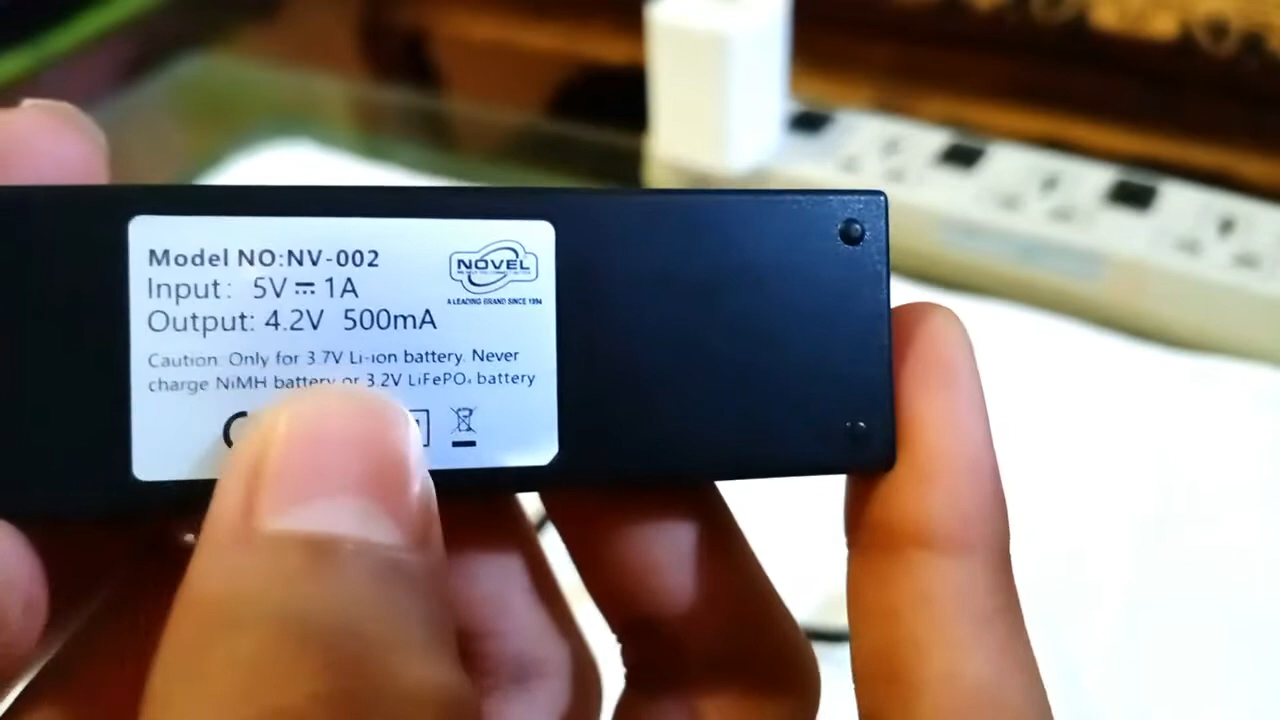 Model NO:NV-002
Input: 5V⎓1A
Output: 4.2V 500mA
Caution: Only for 3.7V Li-ion battery. Never
charge NiMH battery or 3.2V LiFePO₄ battery
NOVEL
A LEADING BRAND SINCE 1994